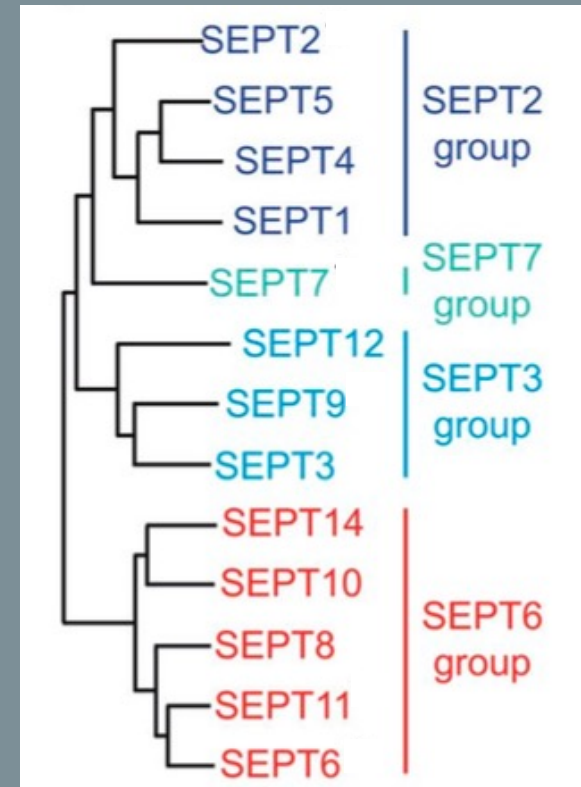 SEPT2
SEPT5
SEPT4
SEPT1
SEPT2
group
SEPT7
SEPT7
group
SEPT12
SEPT9
SEPT3
SEPT3
group
SEPT14
SEPT10
SEPT8
SEPT11
SEPT6
SEPT6
group